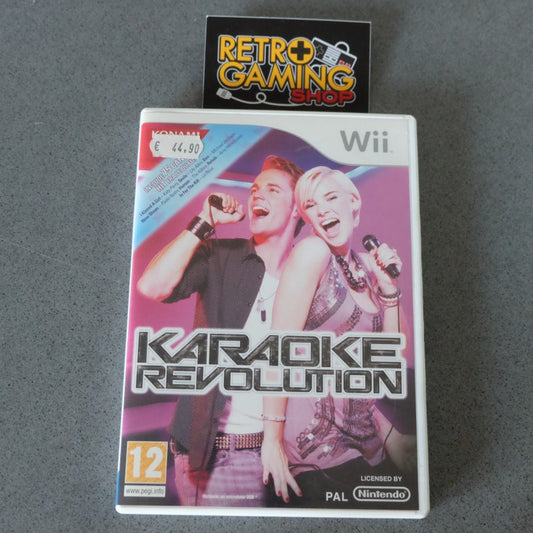 RETRO
GAMING
SHOP
KONAMI
€ 44,90
Wii
KARAOKE
REVOLUTION
12
www.pegi.info
PAL
LICENSED BY
Nintendo